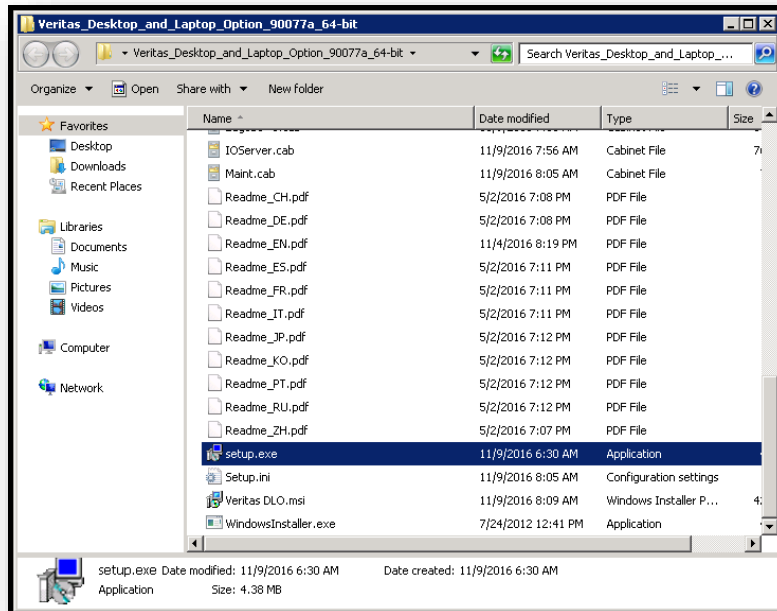 Veritas_Desktop_and_Laptop_Option_90077a_64-bit
Veritas_Desktop_and_Laptop_Option_90077a_64-bit
Search Veritas_Desktop_and_Laptop_...
Organize Open Share with New folder
Favorites
Desktop
Downloads
Recent Places
Libraries
Documents
Music
Pictures
Videos
Computer
Network
Name Date modified Type Size
IOServer.cab 11/9/2016 7:56 AM Cabinet File
Maint.cab 11/9/2016 8:05 AM Cabinet File
Readme_CH.pdf 5/2/2016 7:08 PM PDF File
Readme_DE.pdf 5/2/2016 7:08 PM PDF File
Readme_EN.pdf 11/4/2016 8:19 PM PDF File
Readme_ES.pdf 5/2/2016 7:11 PM PDF File
Readme_FR.pdf 5/2/2016 7:11 PM PDF File
Readme_IT.pdf 5/2/2016 7:11 PM PDF File
Readme_JP.pdf 5/2/2016 7:12 PM PDF File
Readme_KO.pdf 5/2/2016 7:12 PM PDF File
Readme_PT.pdf 5/2/2016 7:12 PM PDF File
Readme_RU.pdf 5/2/2016 7:12 PM PDF File
Readme_ZH.pdf 5/2/2016 7:07 PM PDF File
setup.exe 11/9/2016 6:30 AM Application
Setup.ini 11/9/2016 8:05 AM Configuration settings
Veritas DLO.msi 11/9/2016 8:09 AM Windows Installer P...
WindowsInstaller.exe 7/24/2012 12:41 PM Application
setup.exe Date modified: 11/9/2016 6:30 AM Date created: 11/9/2016 6:30 AM
Application Size: 4.38 MB